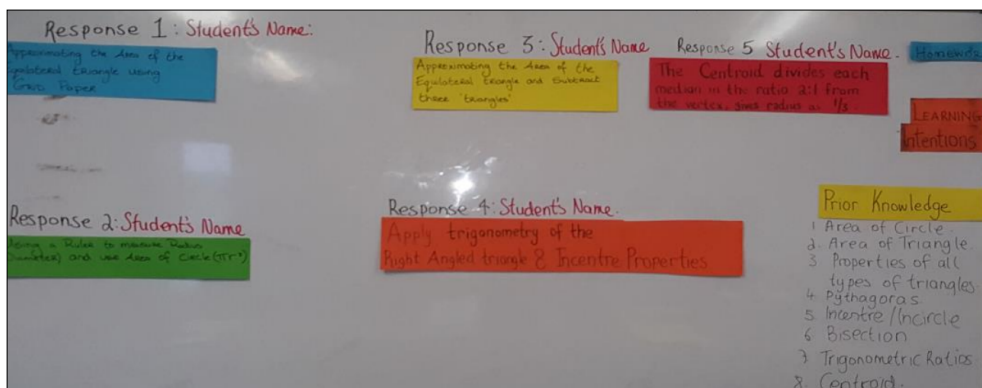 Response 1: Student's Name:
Approximating the Area of the
Equilateral triangle using
Grid Paper
Response 2: Student's Name
Using a Ruler to measure Radius
(Diameter) and use Area of Circle (πr²)
Response 3: Student's Name
Approximating the Area of the
Equilateral triangle and Subtract
three 'triangles'
Response 4: Student's Name.
Apply trigonometry of the
Right Angled triangle & Incentre Properties
Response 5 Student's Name.
The Centroid divides each
median in the ratio 2:1 from
the vertex, gives radius as 1/3
Homework
LEARNING
Intentions
Prior Knowledge
1 Area of Circle
2. Area of Triangle
3 Properties of all
types of triangles
4 Pythagoras
5 Incentre/Incircle
6 Bisection
7 Trigonometric Ratios
8. Centroid